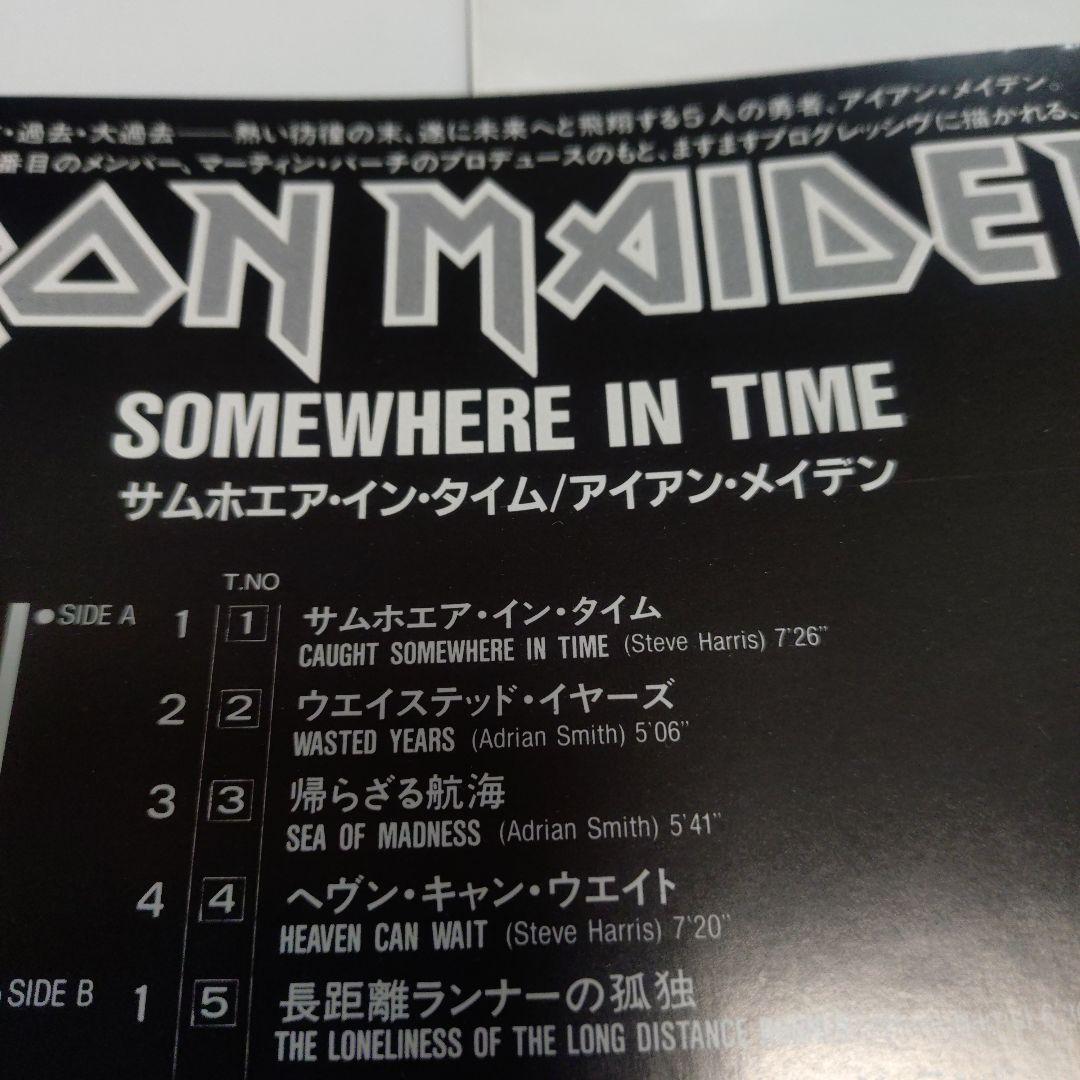 ・過去・大過去——熱い彷徨の末、遂に未来へと飛翔する5人の勇者、アイアン・メイデン。
番目のメンバー、マーティン・バーチのプロデュースのもと、ますますプログレッシヴに描かれる、
IRON MAIDEN
SOMEWHERE IN TIME
サムホエア・イン・タイム/アイアン・メイデン
T.NO
●SIDE A 1 1 サムホエア・イン・タイム
CAUGHT SOMEWHERE IN TIME (Steve Harris) 7'26"
2 2 ウエイステッド・イヤーズ
WASTED YEARS (Adrian Smith) 5'06"
3 3 帰らざる航海
SEA OF MADNESS (Adrian Smith) 5'41"
4 4 ヘヴン・キャン・ウエイト
HEAVEN CAN WAIT (Steve Harris) 7'20"
●SIDE B 1 5 長距離ランナーの孤独
THE LONELINESS OF THE LONG DISTANCE